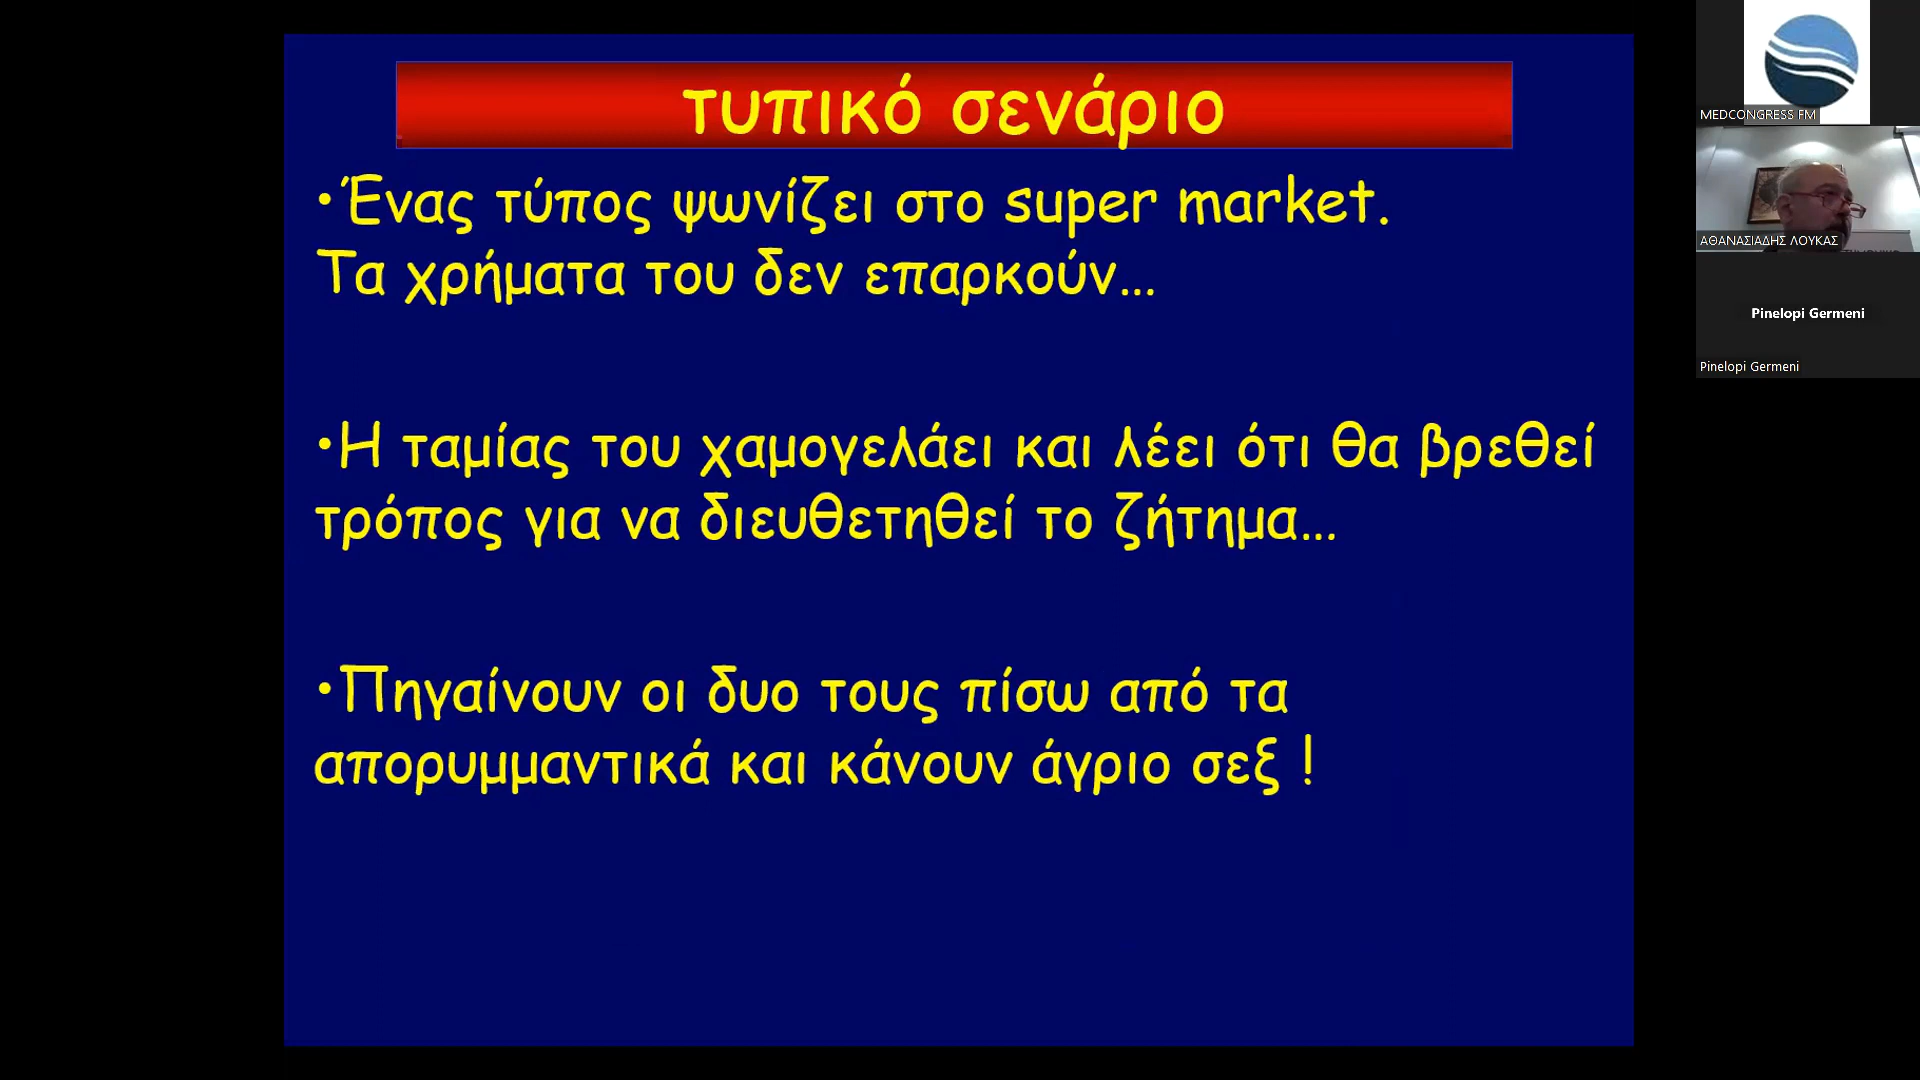 τυπικό σενάριο
•Ένας τύπος ψωνίζει στο super market.
Τα χρήματα του δεν επαρκούν...
•Η ταμίας του χαμογελάει και λέει ότι θα βρεθεί
τρόπος για να διευθετηθεί το ζήτημα...
•Πηγαίνουν οι δυο τους πίσω από τα
απορυμμαντικά και κάνουν άγριο σεξ !
MEDCONGRESS FM
ΑΘΑΝΑΣΙΑΔΗΣ ΛΟΥΚΑΣ
Pinelopi Germeni
Pinelopi Germeni